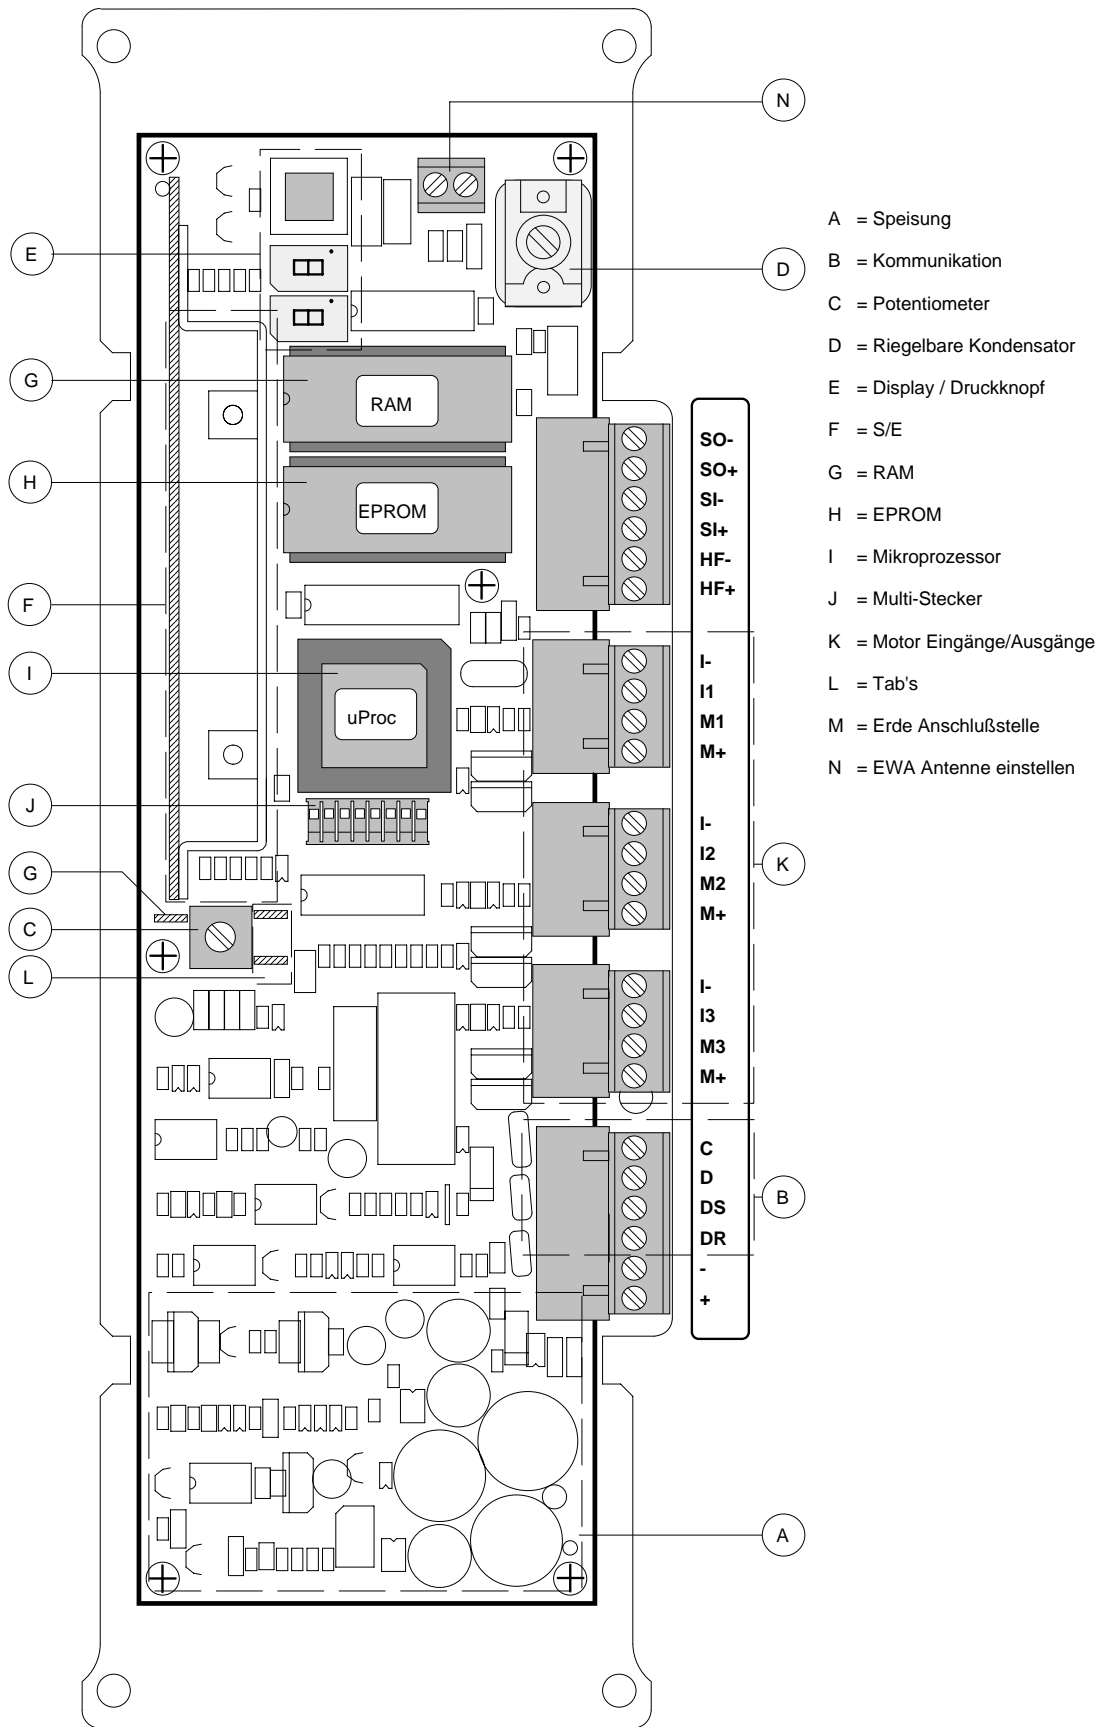 N
E
D
G
RAM
H
EPROM
F
I
uProc
J
G
C
L
K
B
A
SO-
SO+
SI-
SI+
HF-
HF+
I-
I1
M1
M+
I-
I2
M2
M+
I-
I3
M3
M+
C
D
DS
DR
-
+
A = Speisung
B = Kommunikation
C = Potentiometer
D = Riegelbare Kondensator
E = Display / Druckknopf
F = S/E
G = RAM
H = EPROM
I = Mikroprozessor
J = Multi-Stecker
K = Motor Eingänge/Ausgänge
L = Tab's
M = Erde Anschlußstelle
N = EWA Antenne einstellen